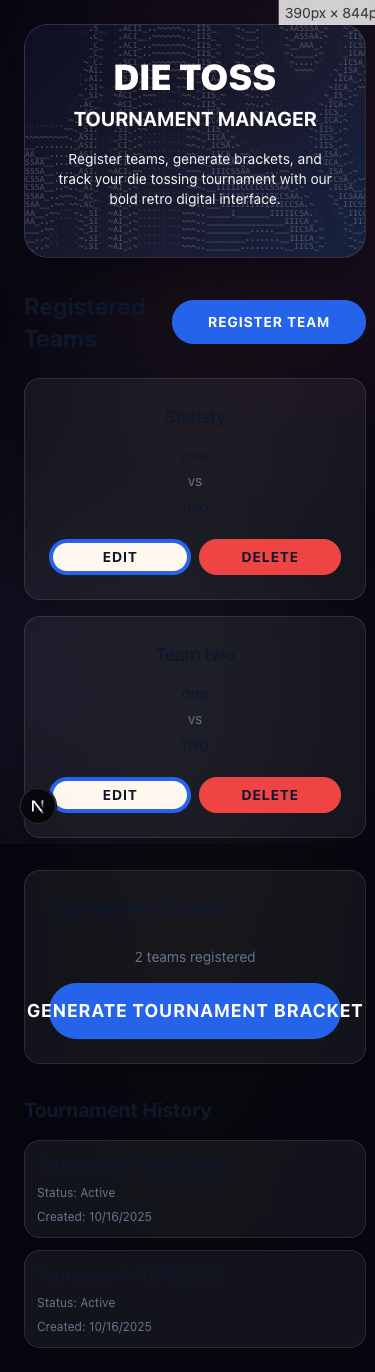 390px × 844p
DIE TOSS
TOURNAMENT MANAGER
Register teams, generate brackets, and
track your die tossing tournament with our
bold retro digital interface.
Registered
Teams
REGISTER TEAM
Sheisty
one
vs
two
EDIT
DELETE
Team two
one
vs
two
EDIT
DELETE
N
Tournament
2 teams registered
GENERATE TOURNAMENT BRACKET
Tournament History
Tournament 10/16/2025
Status: Active
Created: 10/16/2025
Tournament 10/16/2025
Status: Active
Created: 10/16/2025